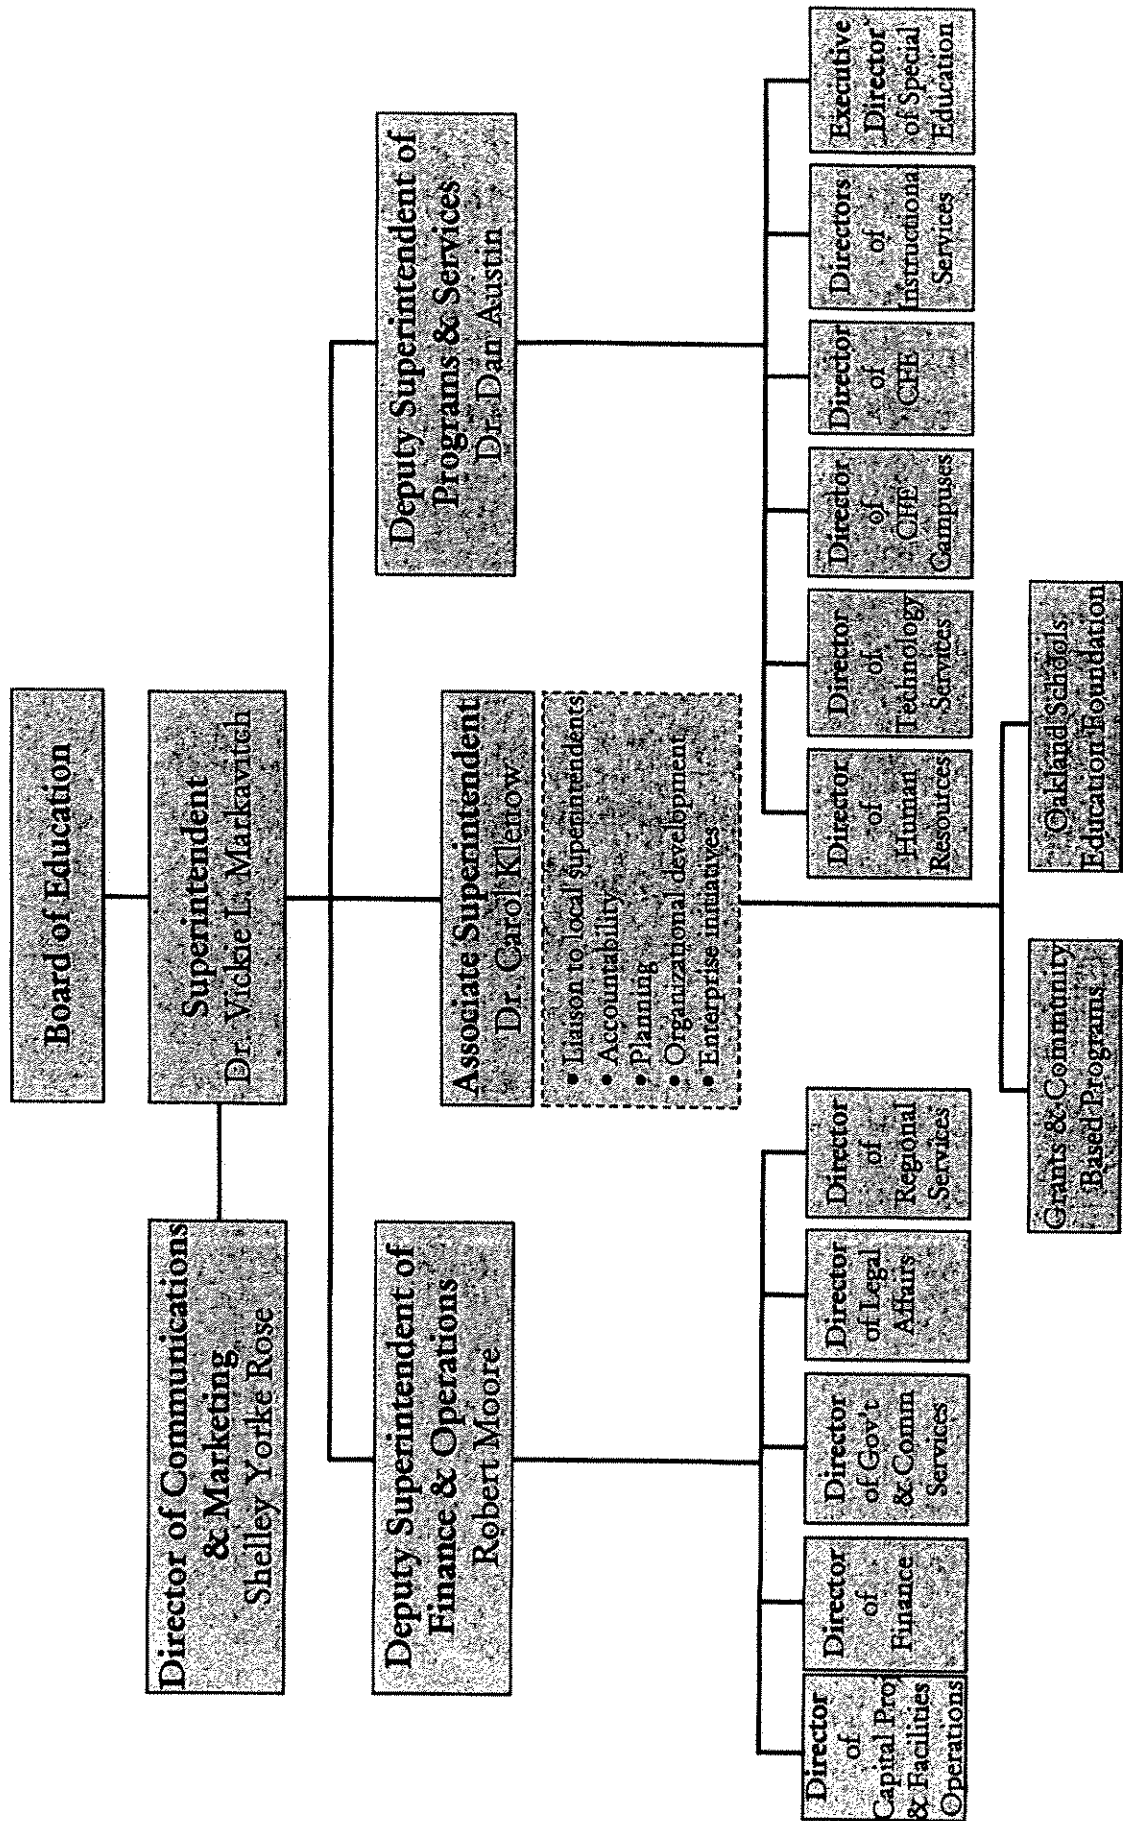 Board of Education
Director of Communications
& Marketing
Shelley Yorke Rose
Superintendent
Dr. Vickie L. Markavitch
Deputy Superintendent of
Finance & Operations
Robert Moore
Associate Superintendent
Dr. Carol Klenow
• Liaison to local superintendents
• Accountability
• Planning
• Organizational development
• Enterprise initiatives
Deputy Superintendent of
Programs & Services
Dr. Dan Austin
Director
of
Capital Proj
& Facilities
Operations
Director
of
Finance
Director
of Gov't
& Comm
Services
Director
of Legal
Affairs
Director
of
Regional
Services
Director
of
Human
Resources
Director
of
Technology
Services
Director
of
CFE
Campuses
Director
of
CFE
Directors
of
Instructional
Services
Executive
Director
of Special
Education
Grants & Community
Based Programs
Oakland Schools
Education Foundation